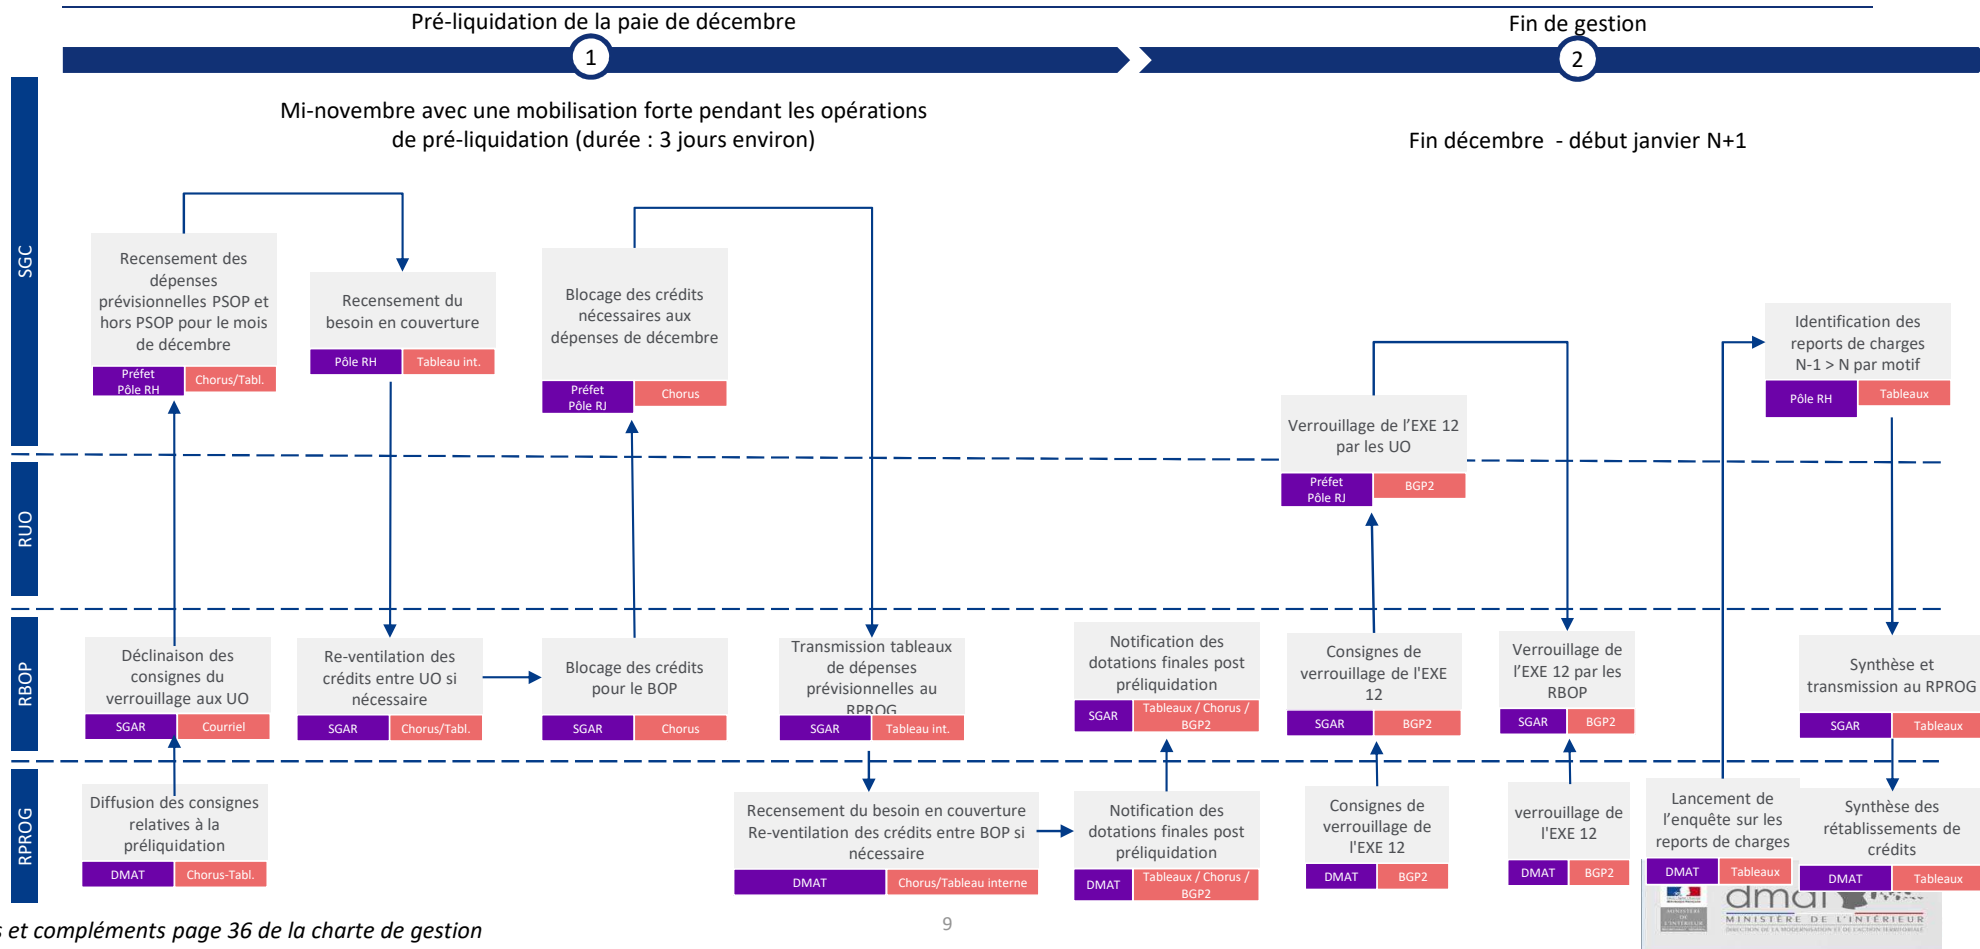 Pré-liquidation de la paie de décembre
Fin de gestion
1
2
Mi-novembre avec une mobilisation forte pendant les opérations
de pré-liquidation (durée : 3 jours environ)
Fin décembre - début janvier N+1
SGC
Recensement des
dépenses
prévisionnelles PSOP et
hors PSOP pour le mois
de décembre
Préfet
Pôle RH
Chorus/Tabl.
Recensement du
besoin en couverture
Pôle RH
Tableau int.
Blocage des crédits
nécessaires aux
dépenses de décembre
Préfet
Pôle RJ
Chorus
Verrouillage de l'EXE 12
par les UO
Préfet
Pôle RJ
BGP2
Identification des
reports de charges
N-1 > N par motif
Pôle RH
Tableaux
RUO
RBOP
Déclinaison des
consignes du
verrouillage aux UO
SGAR
Courriel
Re-ventilation des
crédits entre UO si
nécessaire
SGAR
Chorus/Tabl.
Blocage des crédits
pour le BOP
SGAR
Chorus
Transmission tableaux
de dépenses
prévisionnelles au
RPROG
SGAR
Tableau int.
Notification des
dotations finales post
préliquidation
SGAR
Tableaux / Chorus /
BGP2
Consignes de
verrouillage de l'EXE
12
SGAR
BGP2
Verrouillage de
l'EXE 12 par les
RBOP
SGAR
BGP2
Synthèse et
transmission au RPROG
SGAR
Tableaux
RPROG
Diffusion des consignes
relatives à la
préliquidation
DMAT
Chorus-Tabl.
Recensement du besoin en couverture
Re-ventilation des crédits entre BOP si
nécessaire
DMAT
Chorus/Tableau interne
Notification des
dotations finales post
préliquidation
DMAT
Tableaux / Chorus /
BGP2
Consignes de
verrouillage de
l'EXE 12
DMAT
BGP2
verrouillage de
l'EXE 12
DMAT
BGP2
Lancement de
l'enquête sur les
reports de charges
DMAT
Tableaux
Synthèse des
rétablissements de
crédits
DMAT
Tableaux
s et compléments page 36 de la charte de gestion
9
MINISTÈRE
DE
L'INTÉRIEUR
dmat
MINISTÈRE DE L'INTÉRIEUR
DIRECTION DE LA MODERNISATION ET DE L'ACTION TERRITORIALE